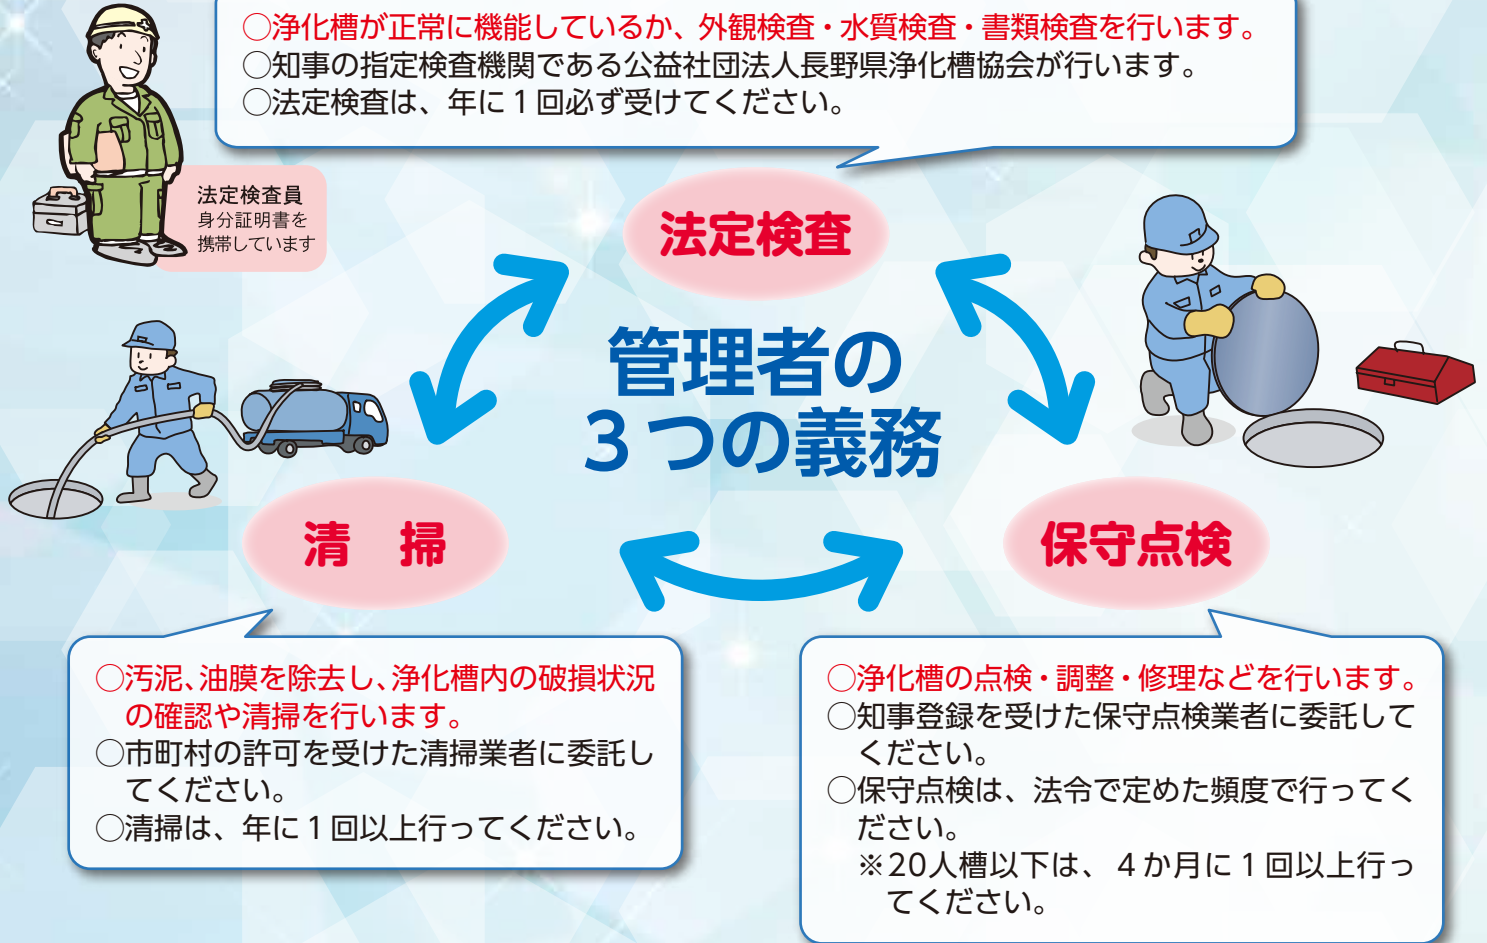 ○浄化槽が正常に機能しているか、外観検査・水質検査・書類検査を行います。
○知事の指定検査機関である公益社団法人長野県浄化槽協会が行います。
○法定検査は、年に１回必ず受けてください。
法定検査員
身分証明書を
携帯しています
法定検査
管理者の
３つの義務
清　掃
保守点検
○汚泥、油膜を除去し、浄化槽内の破損状況
の確認や清掃を行います。
○市町村の許可を受けた清掃業者に委託し
てください。
○清掃は、年に１回以上行ってください。
○浄化槽の点検・調整・修理などを行います。
○知事登録を受けた保守点検業者に委託して
ください。
○保守点検は、法令で定めた頻度で行ってく
ださい。
※20人槽以下は、４か月に１回以上行っ
てください。